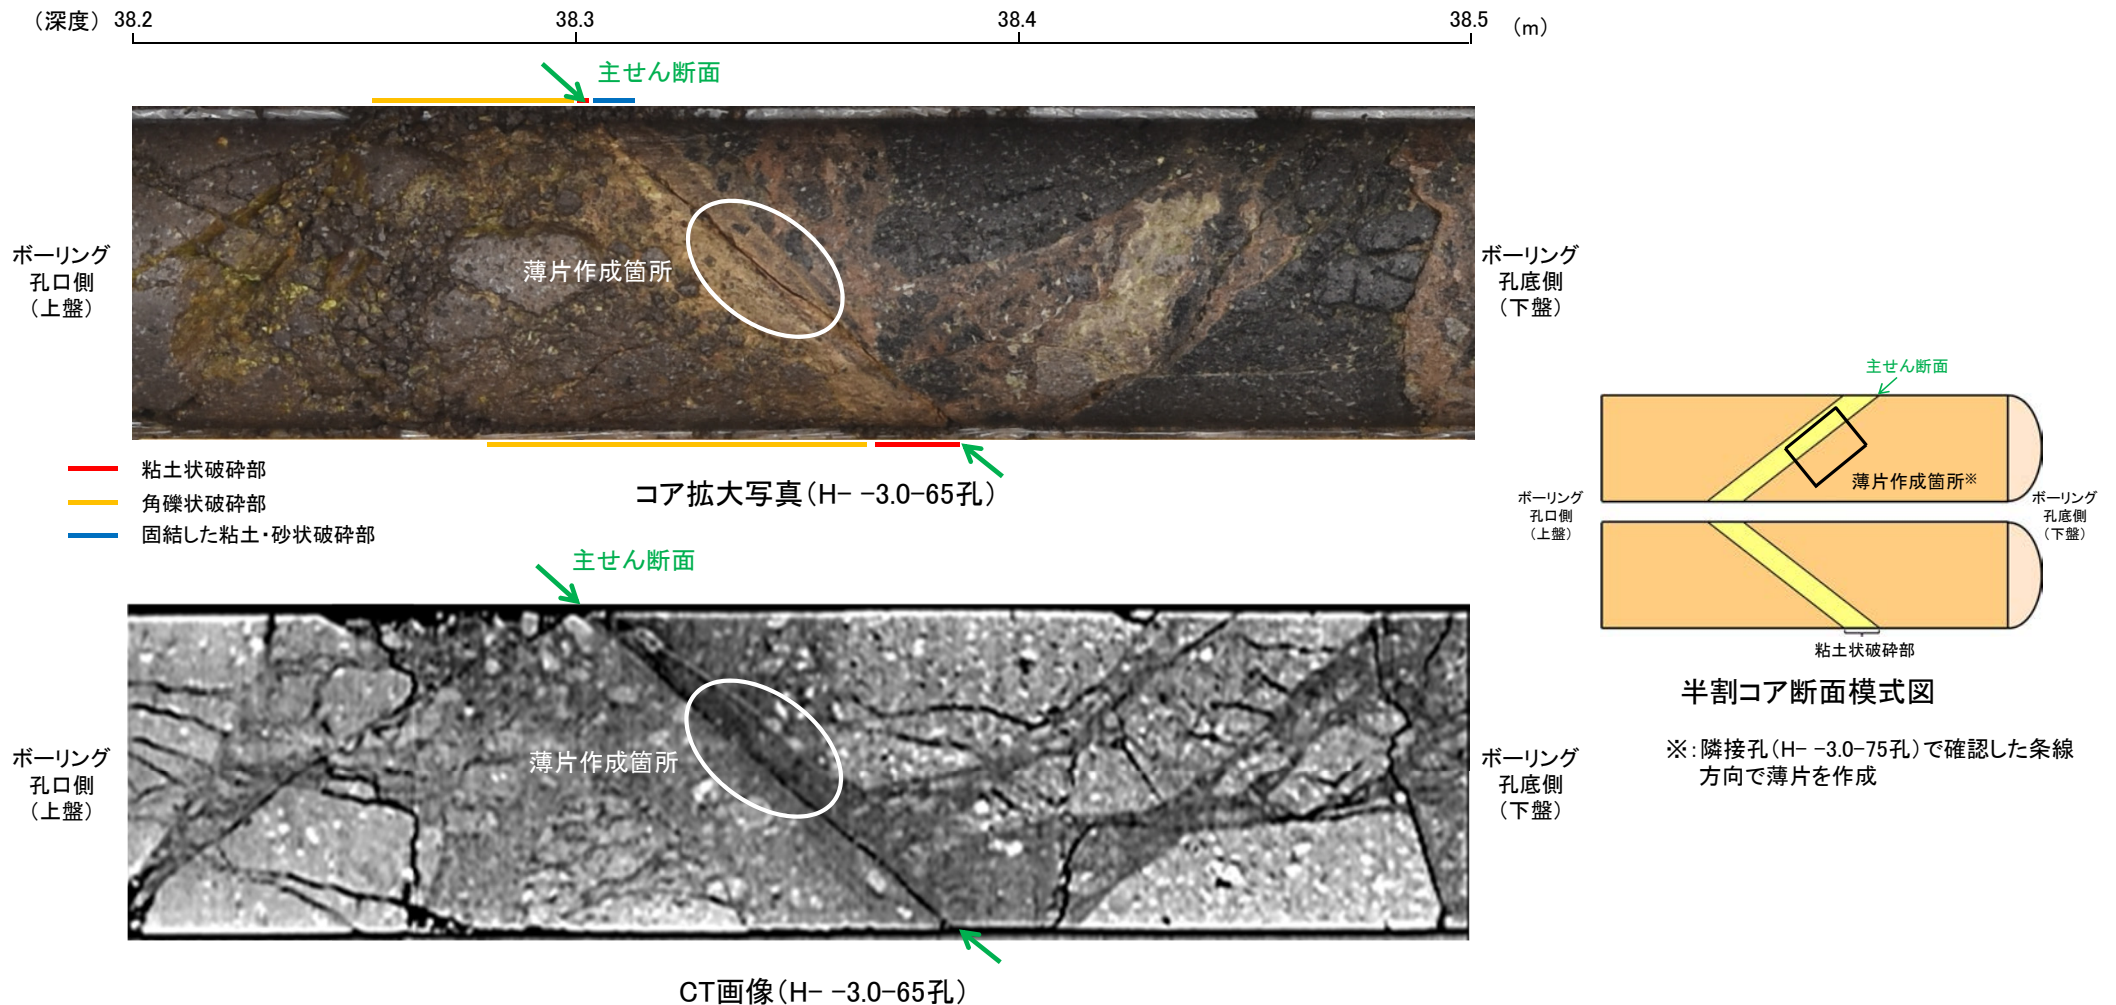 （深度） 38.2 38.3 38.4 38.5 （m）
主せん断面
ボーリング
孔口側
（上盤）
薄片作成箇所
ボーリング
孔底側
（下盤）
粘土状破砕部
角礫状破砕部
固結した粘土・砂状破砕部
コア拡大写真（H- -3.0-65孔）
主せん断面
ボーリング
孔口側
（上盤）
薄片作成箇所
ボーリング
孔底側
（下盤）
CT画像（H- -3.0-65孔）
主せん断面
薄片作成箇所※
ボーリング
孔口側
（上盤）
ボーリング
孔底側
（下盤）
粘土状破砕部
半割コア断面模式図
※：隣接孔（H- -3.0-75孔）で確認した条線
方向で薄片を作成